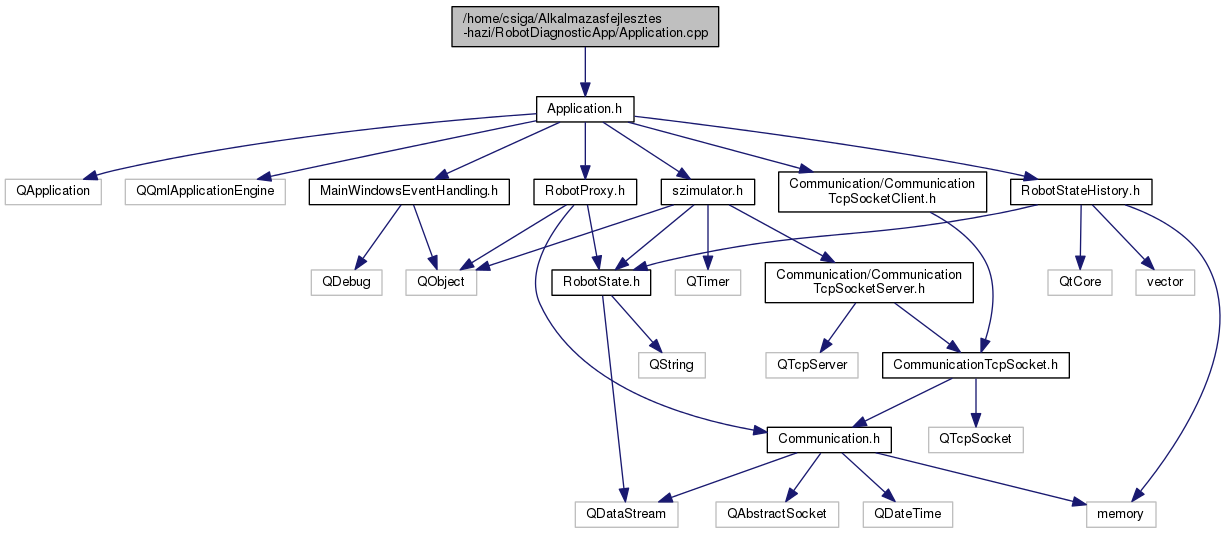 /home/csiga/Alkalmazasfejlesztes
-hazi/RobotDiagnosticApp/Application.cpp
Application.h
QApplication
QQmlApplicationEngine
MainWindowsEventHandling.h
RobotProxy.h
szimulator.h
Communication/Communication
TcpSocketClient.h
RobotStateHistory.h
QDebug
QObject
RobotState.h
QTimer
Communication/Communication
TcpSocketServer.h
QtCore
vector
QString
QTcpServer
CommunicationTcpSocket.h
Communication.h
QTcpSocket
QDataStream
QAbstractSocket
QDateTime
memory